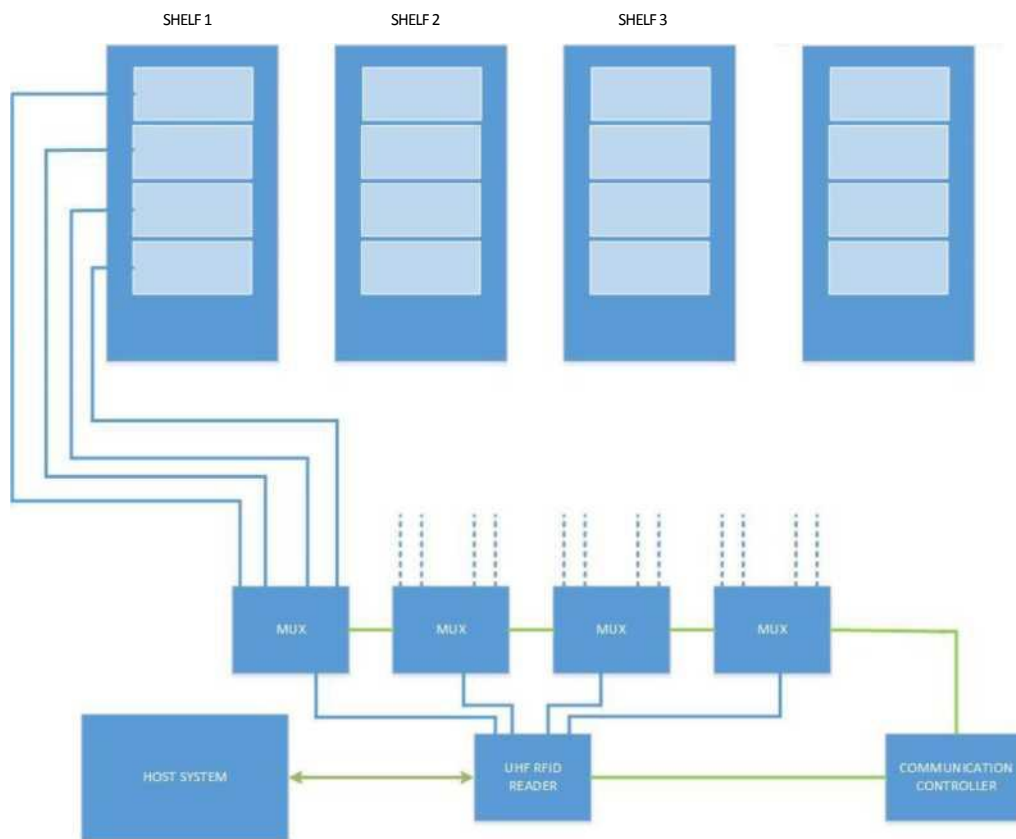 SHELF 1
SHELF 2
SHELF 3
MUX
MUX
MUX
MUX
HOST SYSTEM
UHF RFID
READER
COMMUNICATION
CONTROLLER